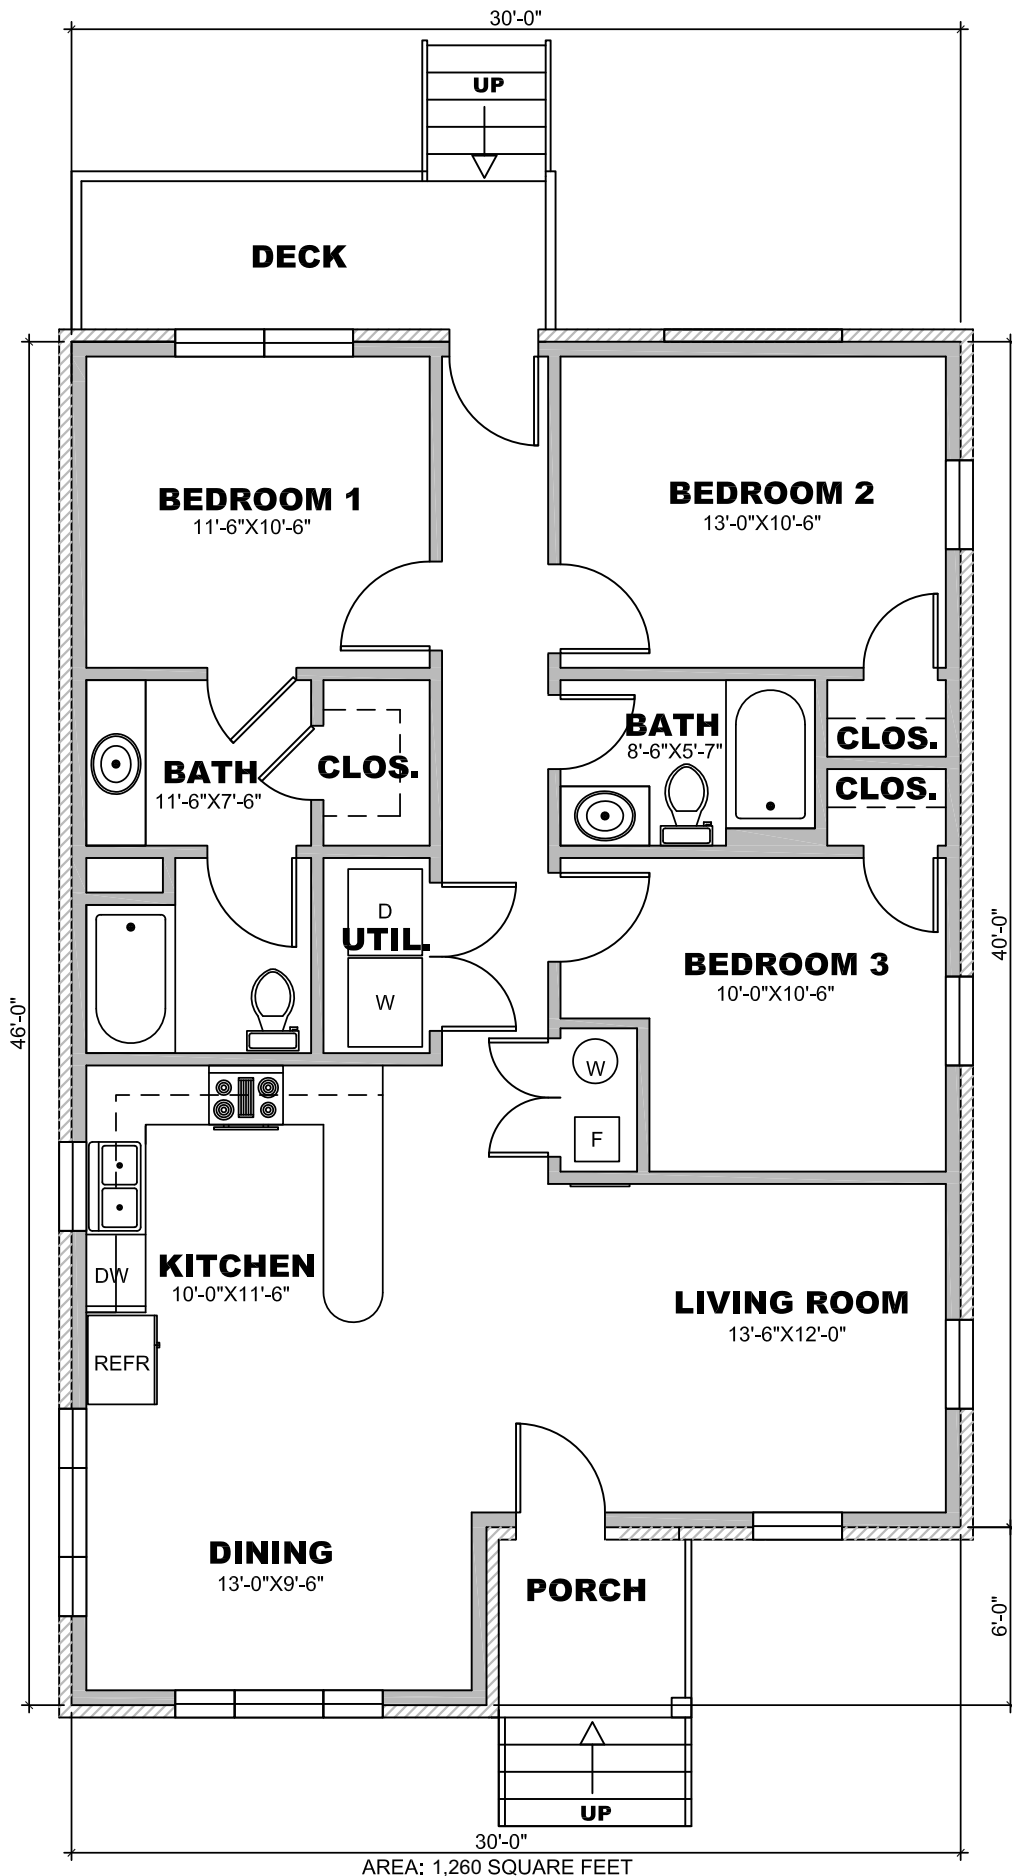 30'-0"
UP
DECK
BEDROOM 1
11'-6"X10'-6"
BEDROOM 2
13'-0"X10'-6"
BATH
11'-6"X7'-6"
CLOS.
BATH
8'-6"X5'-7"
CLOS.
CLOS.
D
UTIL.
W
BEDROOM 3
10'-0"X10'-6"
40'-0"
46'-0"
W
F
KITCHEN
10'-0"X11'-6"
DW
REFR
LIVING ROOM
13'-6"X12'-0"
DINING
13'-0"X9'-6"
PORCH
6'-0"
UP
30'-0"
AREA: 1,260 SQUARE FEET